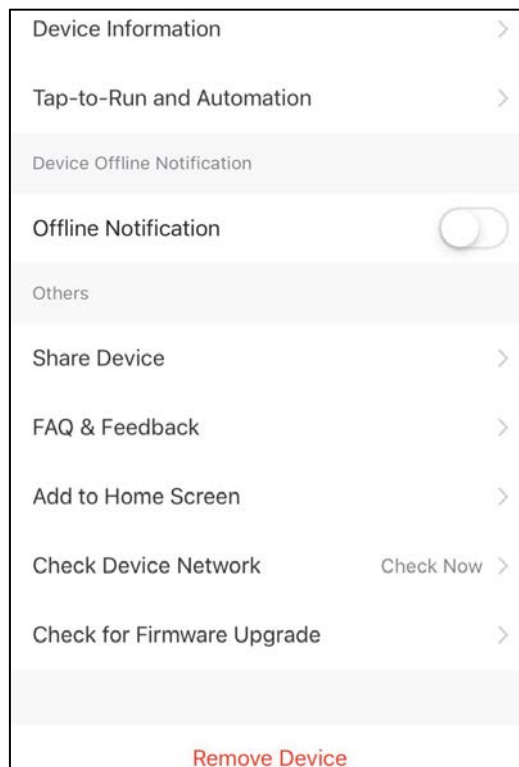 Device Information
Tap-to-Run and Automation
Device Offline Notification
Offline Notification
Others
Share Device
FAQ & Feedback
Add to Home Screen
Check Device Network Check Now
Check for Firmware Upgrade
Remove Device